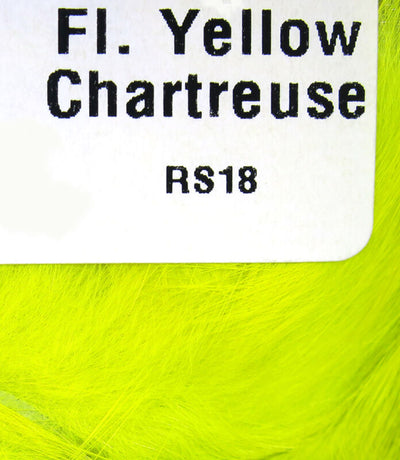 Fl. Yellow
Chartreuse
RS18